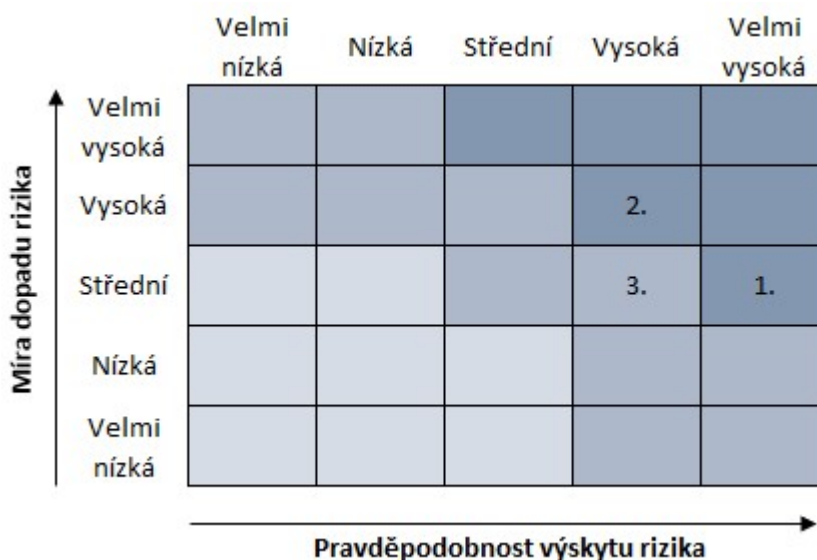 Velmi nízká
Nízká
Střední
Vysoká
Velmi vysoká
Míra dopadu rizika
Velmi
vysoká
Vysoká
2.
Střední
3.
1.
Nízká
Velmi
nízká
Pravděpodobnost výskytu rizika